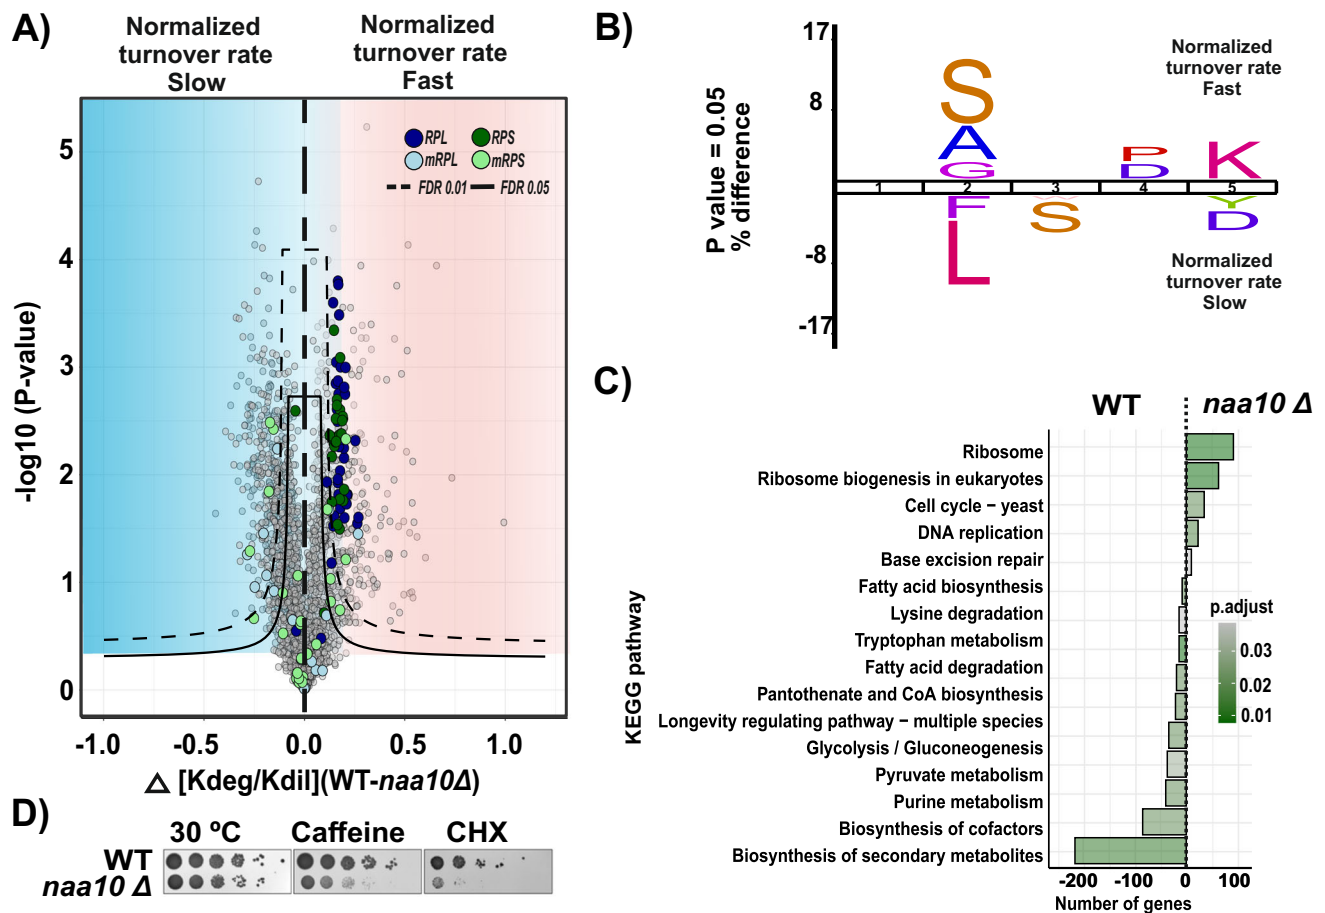 A)
Normalized
turnover rate
Slow
Normalized
turnover rate
Fast
RPL
RPS
mRPL
mRPS
FDR 0.01
FDR 0.05
-log10 (P-value)
5
4
3
2
1
0
-1.0
-0.5
0.0
0.5
1.0
△ [Kdeg/Kdil](WT-naa10Δ)
B)
P value = 0.05
% difference
17
8
-8
-17
Normalized
turnover rate
Fast
S
A
G
P
D
K
1
2
3
4
5
F
L
S
Y
D
Normalized
turnover rate
Slow
C)
WT
naa10 Δ
KEGG pathway
Ribosome
Ribosome biogenesis in eukaryotes
Cell cycle − yeast
DNA replication
Base excision repair
Fatty acid biosynthesis
Lysine degradation
Tryptophan metabolism
Fatty acid degradation
Pantothenate and CoA biosynthesis
Longevity regulating pathway − multiple species
Glycolysis / Gluconeogenesis
Pyruvate metabolism
Purine metabolism
Biosynthesis of cofactors
Biosynthesis of secondary metabolites
p.adjust
0.03
0.02
0.01
-200
-100
0
100
Number of genes
D)
30 ºC
Caffeine
CHX
WT
naa10 Δ